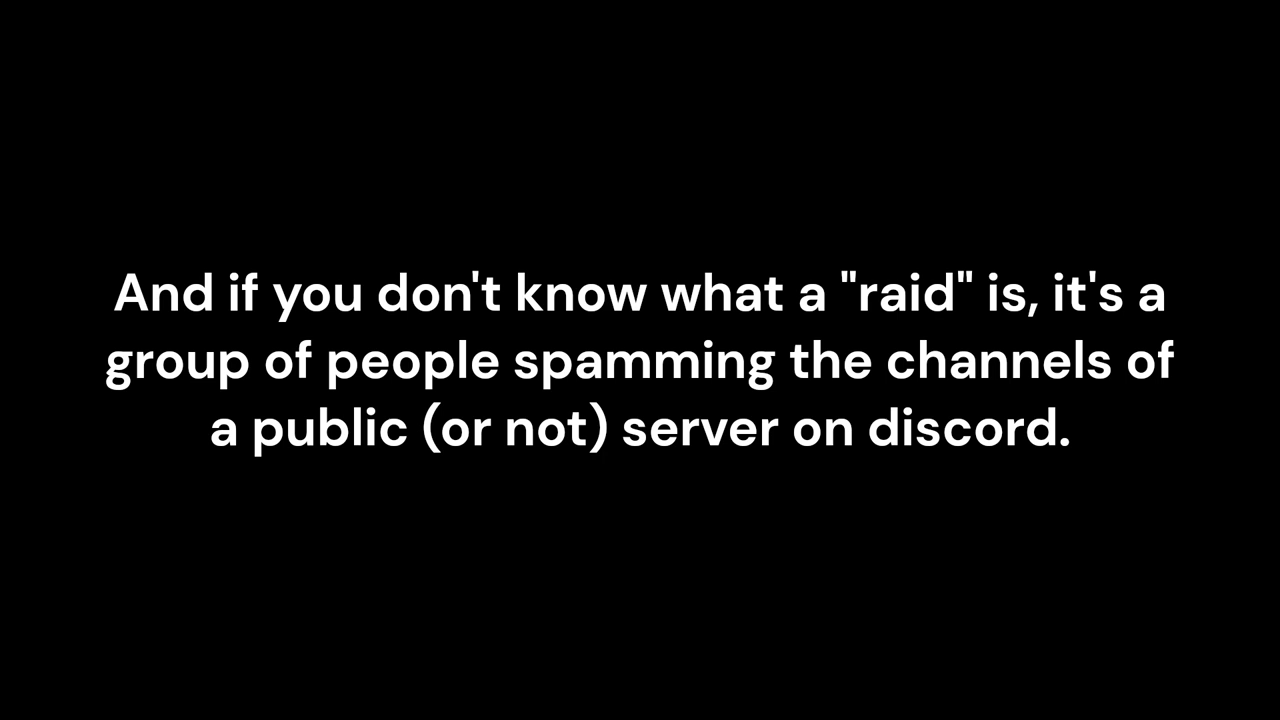 And if you don't know what a "raid" is, it's a
group of people spamming the channels of
a public (or not) server on discord.